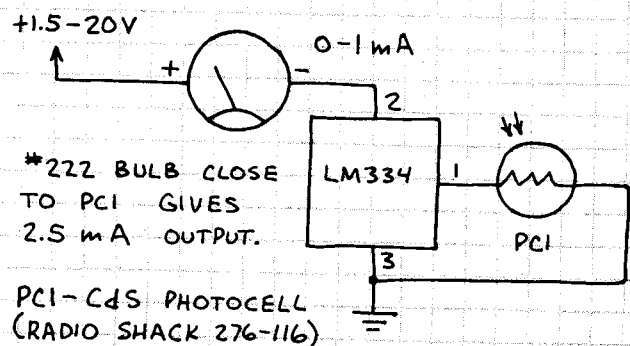 +1.5-20V
+
-
0-1mA
2
LM334
1
3
PC1
*222 BULB CLOSE
TO PC1 GIVES
2.5 mA OUTPUT.
PC1-CdS PHOTOCELL
(RADIO SHACK 276-116)